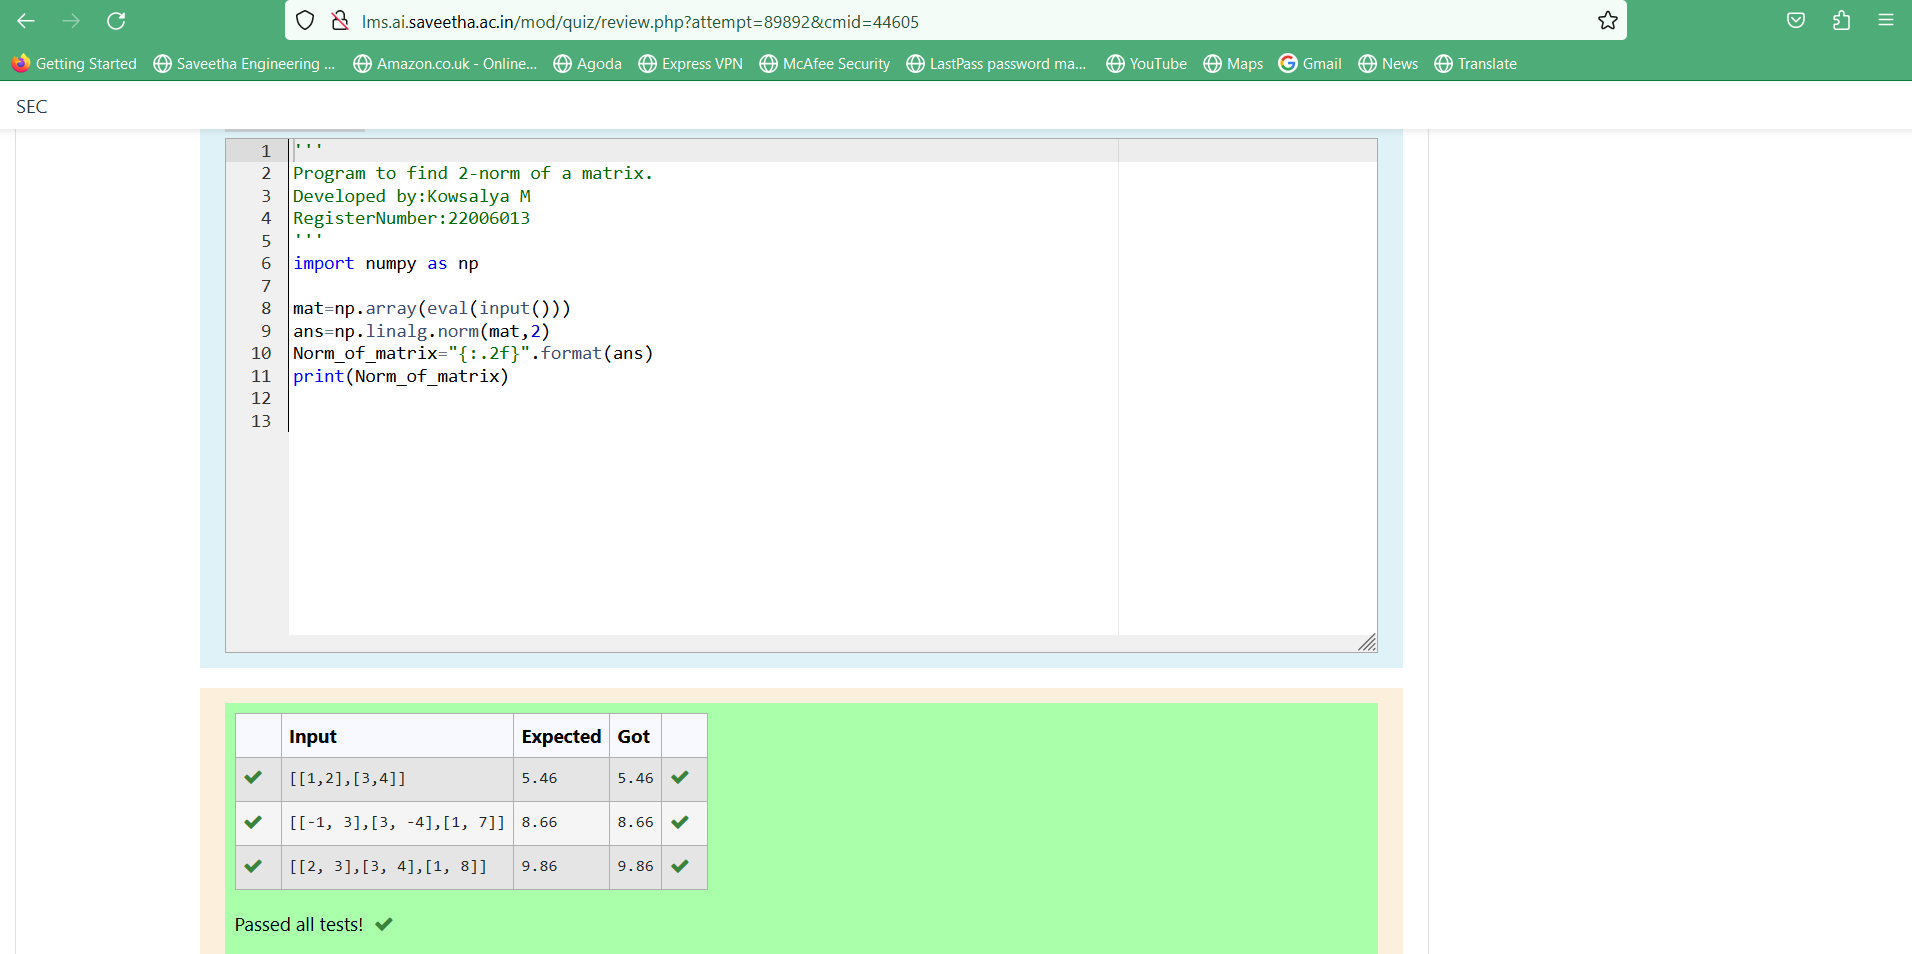 lms.ai.saveetha.ac.in/mod/quiz/review.php?attempt=89892&cmid=44605
Getting Started Saveetha Engineering ... Amazon.co.uk - Online... Agoda Express VPN McAfee Security LastPass password ma... YouTube Maps Gmail News Translate
SEC
1 '''
2 Program to find 2-norm of a matrix.
3 Developed by:Kowsalya M
4 RegisterNumber:22006013
5 '''
6 import numpy as np
7
8 mat=np.array(eval(input()))
9 ans=np.linalg.norm(mat,2)
10 Norm_of_matrix="{:.2f}".format(ans)
11 print(Norm_of_matrix)
12
13
Input Expected Got
[[1,2],[3,4]] 5.46 5.46
[[-1, 3],[3, -4],[1, 7]] 8.66 8.66
[[2, 3],[3, 4],[1, 8]] 9.86 9.86
Passed all tests!